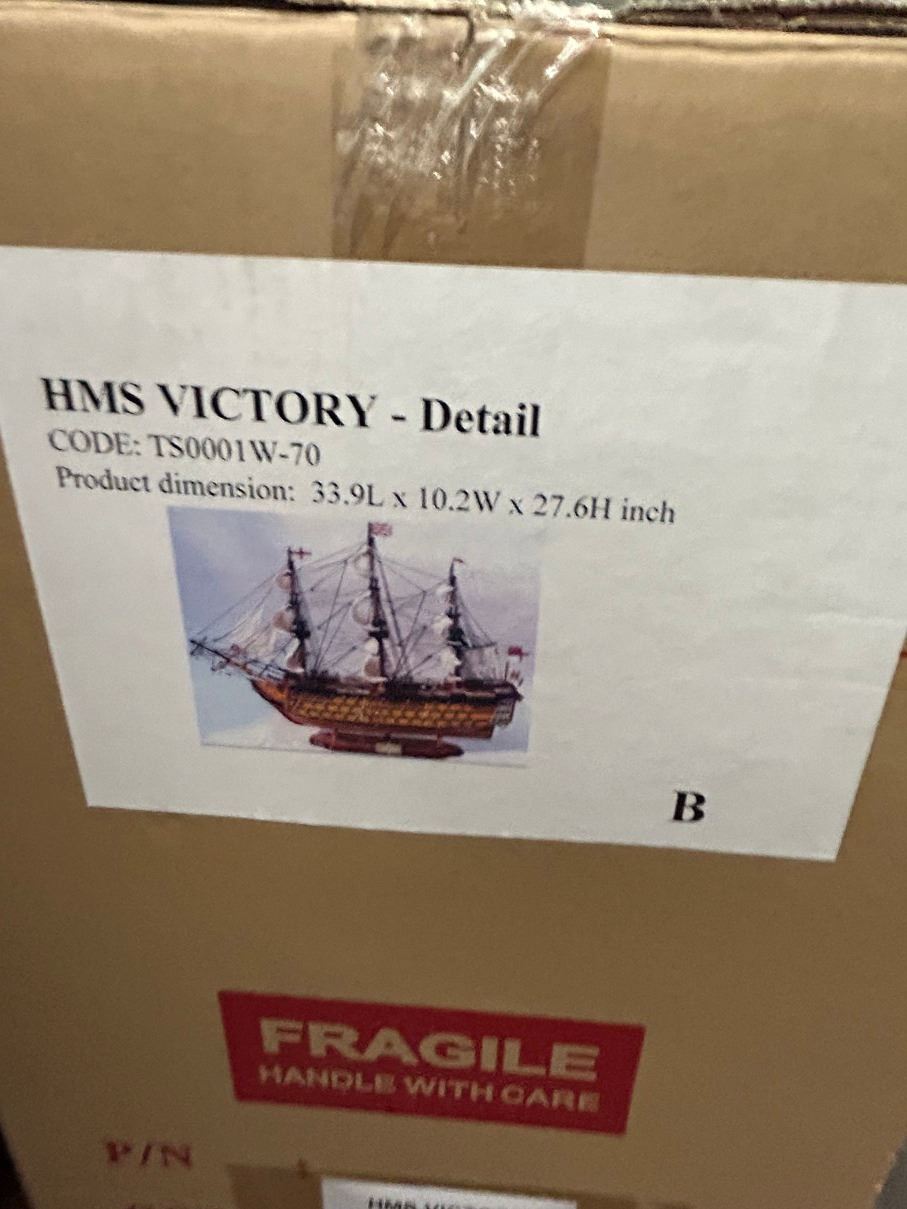 HMS VICTORY - Detail
CODE: TS0001W-70
Product dimension: 33.9L x 10.2W x 27.6H inch
B
FRAGILE
HANDLE WITH CARE
P/N